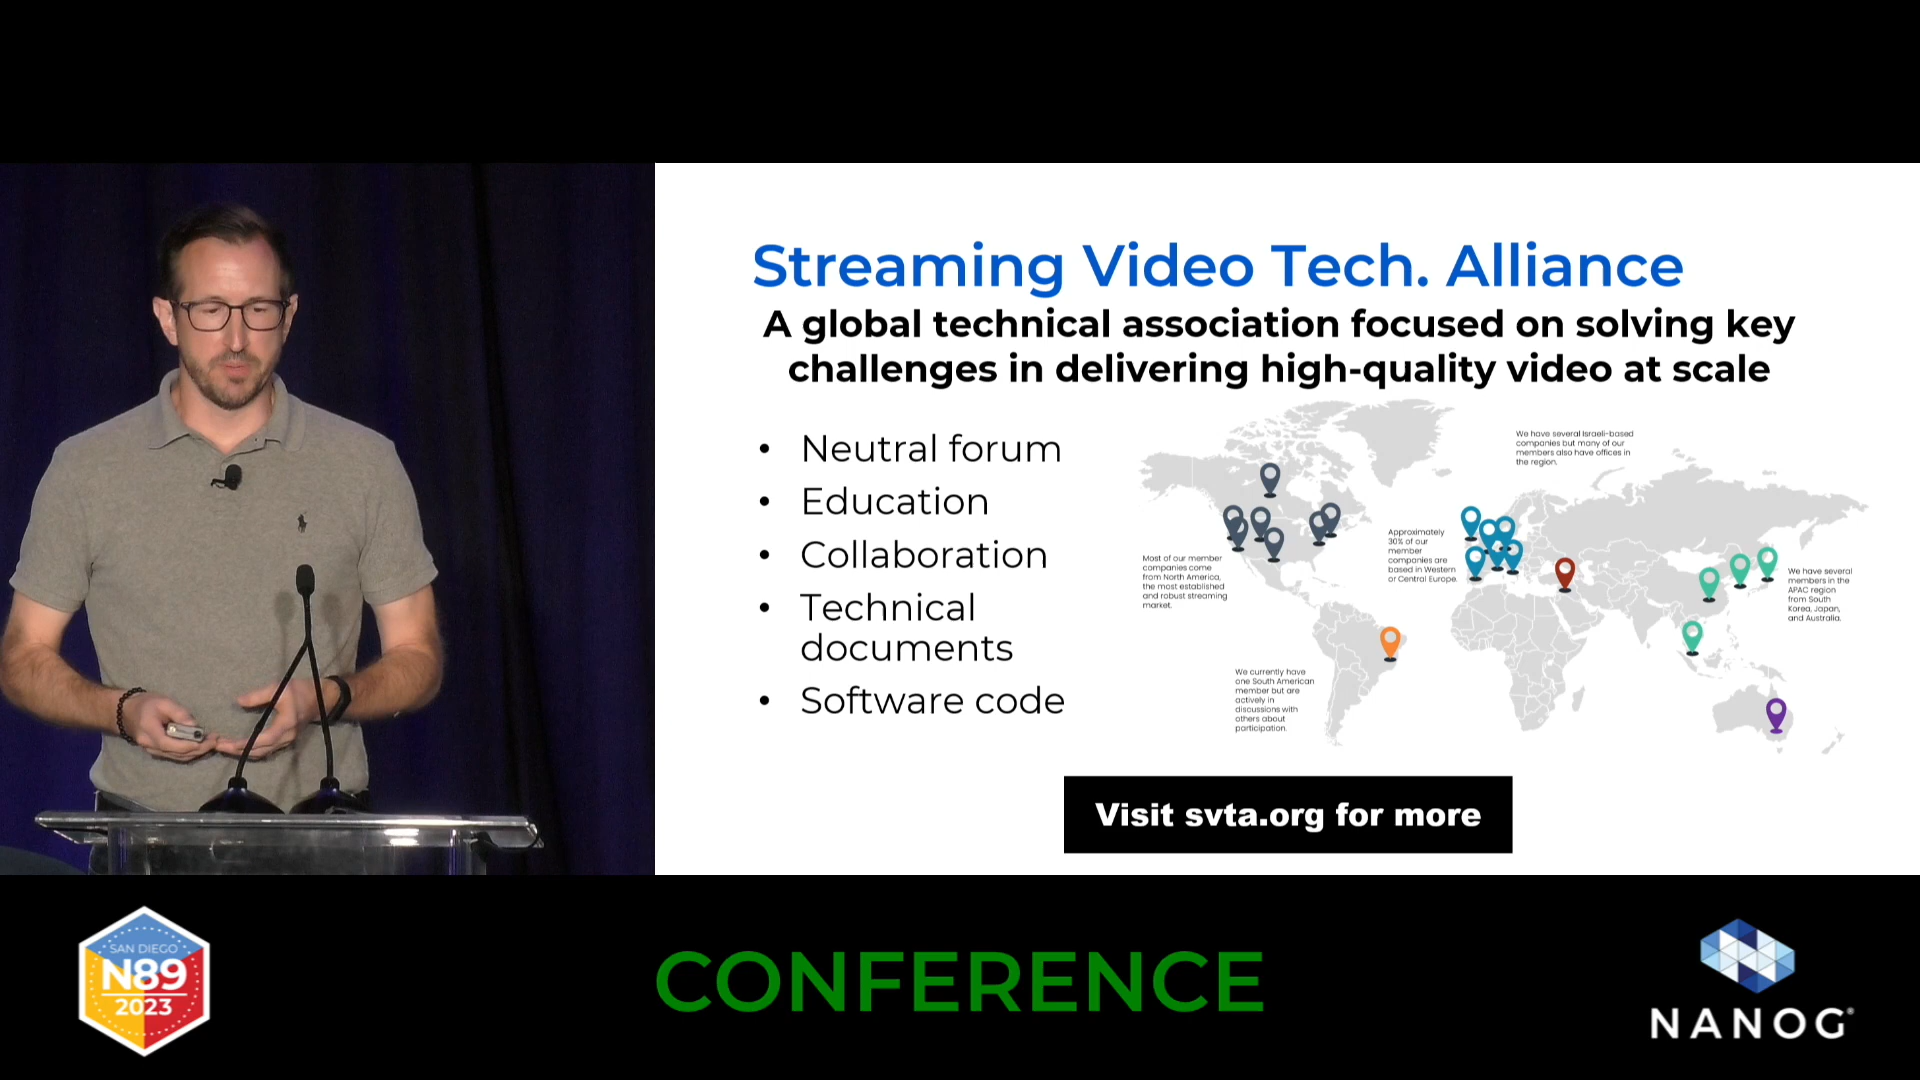 Streaming Video Tech. Alliance
A global technical association focused on solving key
challenges in delivering high-quality video at scale
• Neutral forum
• Education
• Collaboration
• Technical
documents
• Software code
We have several Israeli-based
companies but many of our
members also have offices in
the region.
Approximately
30% of our
member
companies are
based in Western
or Central Europe.
Most of our member
companies come
from North America,
the most established
and robust streaming
market.
We have several
members in the
APAC region
from South
Korea, Japan,
and Australia.
We currently have
one South American
member but are
actively in
discussions with
others about
participation.
Visit svta.org for more
SAN DIEGO
N89
2023
CONFERENCE
NANOG®